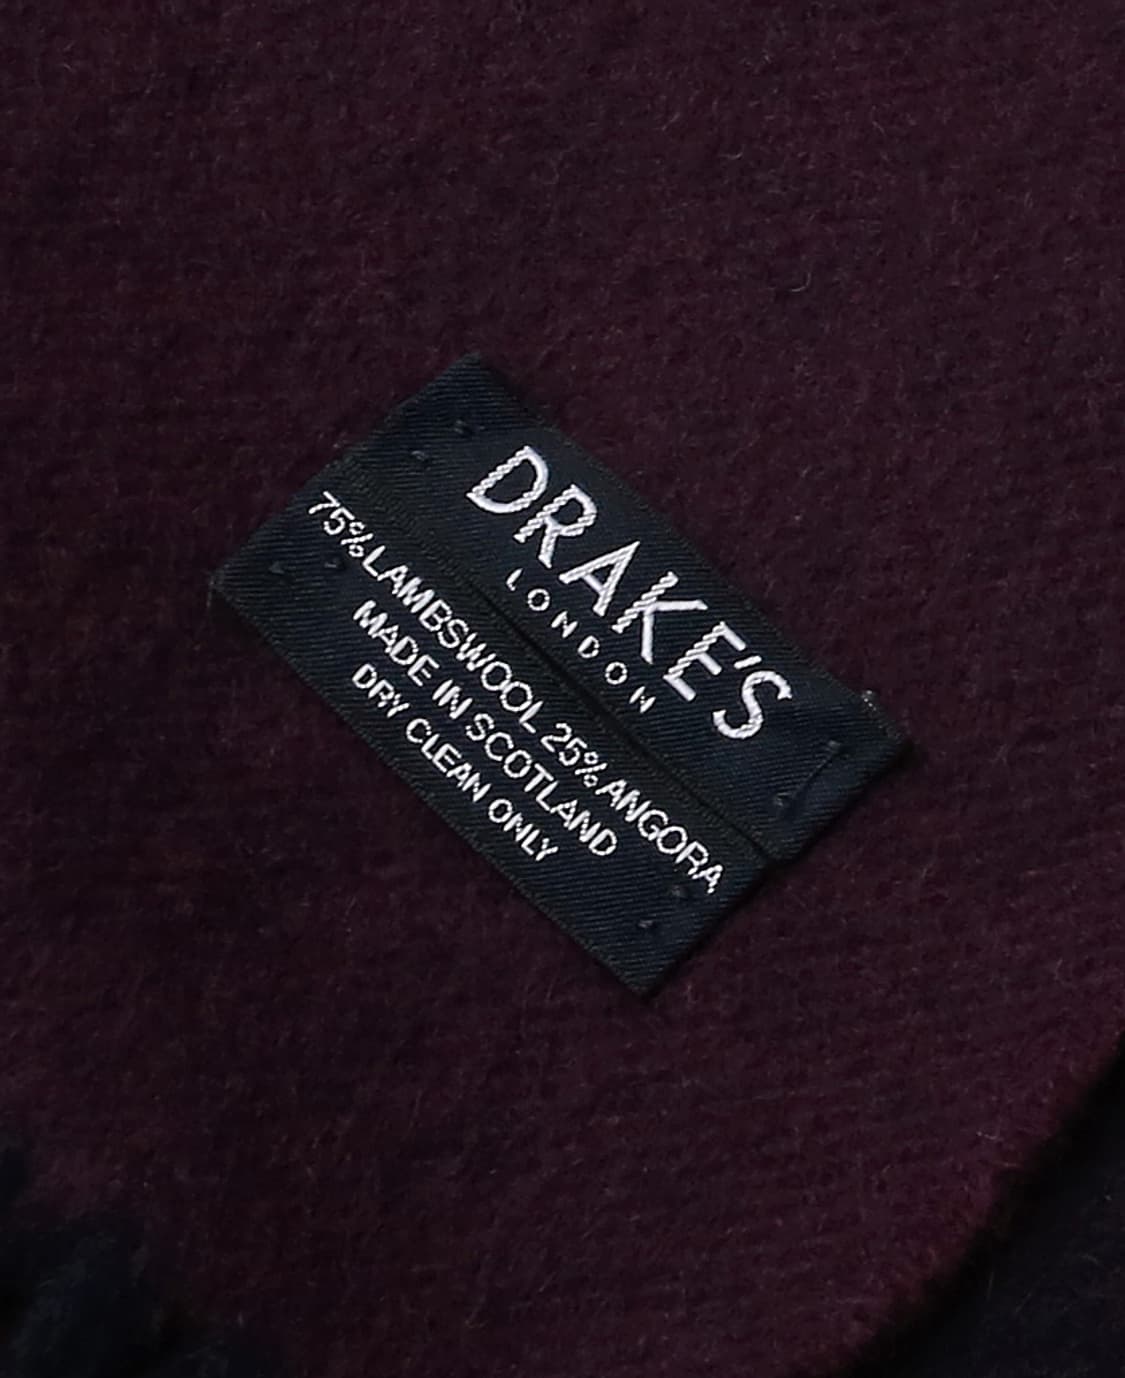 DRAKE'S
LONDON
75% LAMBSWOOL 25% ANGORA
MADE IN SCOTLAND
DRY CLEAN ONLY